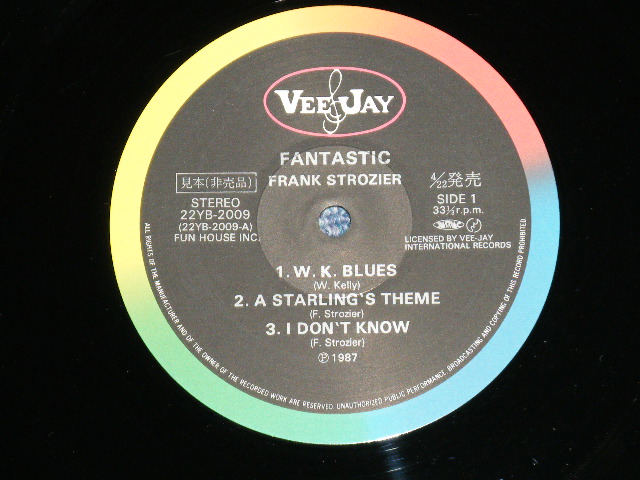 VEE JAY
FANTASTIC
FRANK STROZIER
見本(非売品)
4/22発売
STEREO
22YB-2009
(22YB-2009-A)
FUN HOUSE INC.
SIDE 1
33⅓r.p.m.
LICENSED BY VEE-JAY
INTERNATIONAL RECORDS
1. W. K. BLUES
(W. Kelly)
2. A STARLING`S THEME
(F. Strozier)
3. I DON`T KNOW
(F. Strozier)
Ⓟ 1987
ALL RIGHTS OF THE MANUFACTURER AND OF THE OWNER OF THE RECORDED WORK ARE RESERVED. UNAUTHORIZED PUBLIC PERFORMANCE, BROADCASTING AND COPYING OF THIS RECORD PROHIBITED.